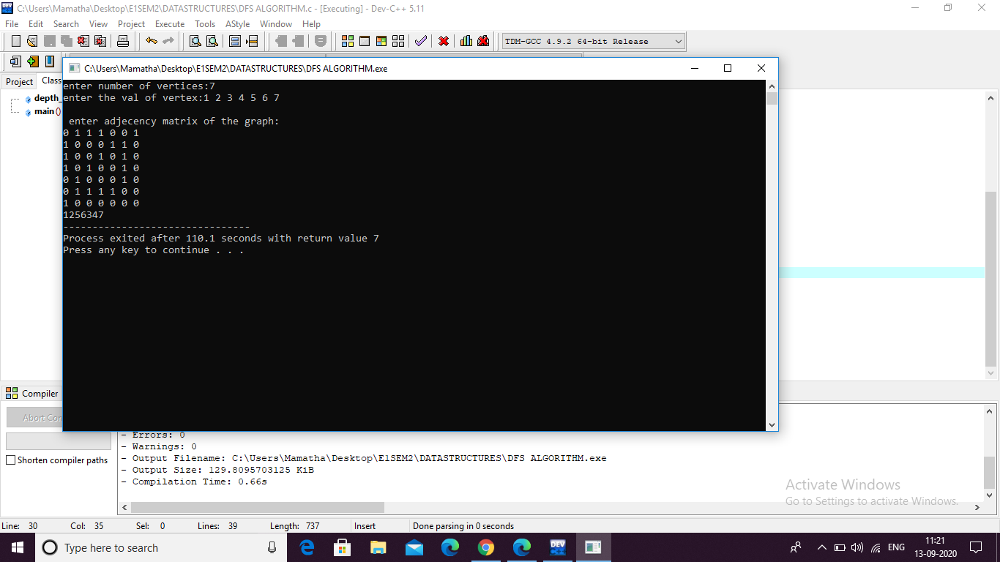 C:\Users\Mamatha\Desktop\E1SEM2\DATASTRUCTURES\DFS ALGORITHM.c - [Executing] - Dev-C++ 5.11
File Edit Search View Project Execute Tools AStyle Window Help
TDM-GCC 4.9.2 64-bit Release
C:\Users\Mamatha\Desktop\E1SEM2\DATASTRUCTURES\DFS ALGORITHM.exe
Project Class
depth_
main ()
enter number of vertices:7
enter the val of vertex:1 2 3 4 5 6 7
enter adjecency matrix of the graph:
0 1 1 1 0 0 1
1 0 0 0 1 1 0
1 0 0 1 0 1 0
1 0 1 0 0 1 0
0 1 0 0 0 1 0
0 1 1 1 1 0 0
1 0 0 0 0 0 0
1256347
--------------------------------
Process exited after 110.1 seconds with return value 7
Press any key to continue . . .
Compiler
Abort Com
Shorten compiler paths
- Errors: 0
- Warnings: 0
- Output Filename: C:\Users\Mamatha\Desktop\E1SEM2\DATASTRUCTURES\DFS ALGORITHM.exe
- Output Size: 129.8095703125 KiB
- Compilation Time: 0.66s
Activate Windows
Go to Settings to activate Windows.
Line: 30 Col: 35 Sel: 0 Lines: 39 Length: 737 Insert Done parsing in 0 seconds
Type here to search
DEV
ENG
11:21
13-09-2020